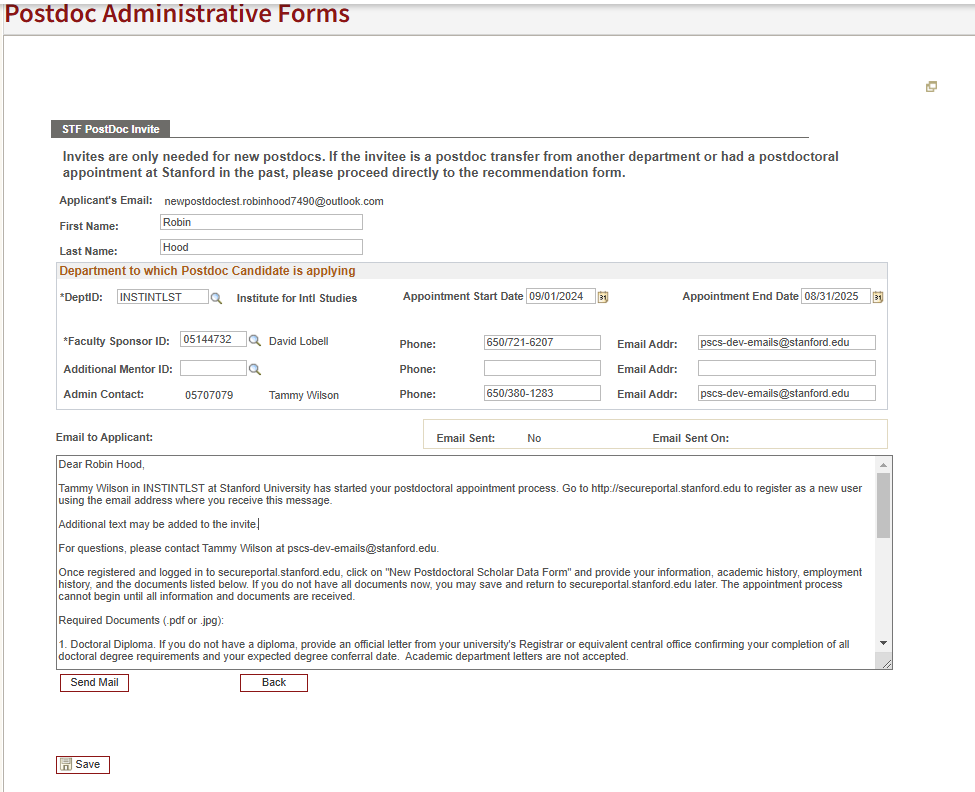 Postdoc Administrative Forms
STF PostDoc Invite
Invites are only needed for new postdocs. If the invitee is a postdoc transfer from another department or had a postdoctoral
appointment at Stanford in the past, please proceed directly to the recommendation form.
Applicant's Email: newpostdoctest.robinhood7490@outlook.com
First Name: Robin
Last Name: Hood
Department to which Postdoc Candidate is applying
*DeptID: INSTINTLST Institute for Intl Studies Appointment Start Date 09/01/2024 31 Appointment End Date 08/31/2025 31
*Faculty Sponsor ID: 05144732 David Lobell Phone: 650/721-6207 Email Addr: pscs-dev-emails@stanford.edu
Additional Mentor ID: Phone: Email Addr:
Admin Contact: 05707079 Tammy Wilson Phone: 650/380-1283 Email Addr: pscs-dev-emails@stanford.edu
Email to Applicant: Email Sent: No Email Sent On:
Dear Robin Hood,
Tammy Wilson in INSTINTLST at Stanford University has started your postdoctoral appointment process. Go to http://secureportal.stanford.edu to register as a new user
using the email address where you receive this message.
Additional text may be added to the invite.
For questions, please contact Tammy Wilson at pscs-dev-emails@stanford.edu.
Once registered and logged in to secureportal.stanford.edu, click on "New Postdoctoral Scholar Data Form" and provide your information, academic history, employment
history, and the documents listed below. If you do not have all documents now, you may save and return to secureportal.stanford.edu later. The appointment process
cannot begin until all information and documents are received.
Required Documents (.pdf or .jpg):
1. Doctoral Diploma. If you do not have a diploma, provide an official letter from your university's Registrar or equivalent central office confirming your completion of all
doctoral degree requirements and your expected degree conferral date.  Academic department letters are not accepted.
Send Mail Back
Save